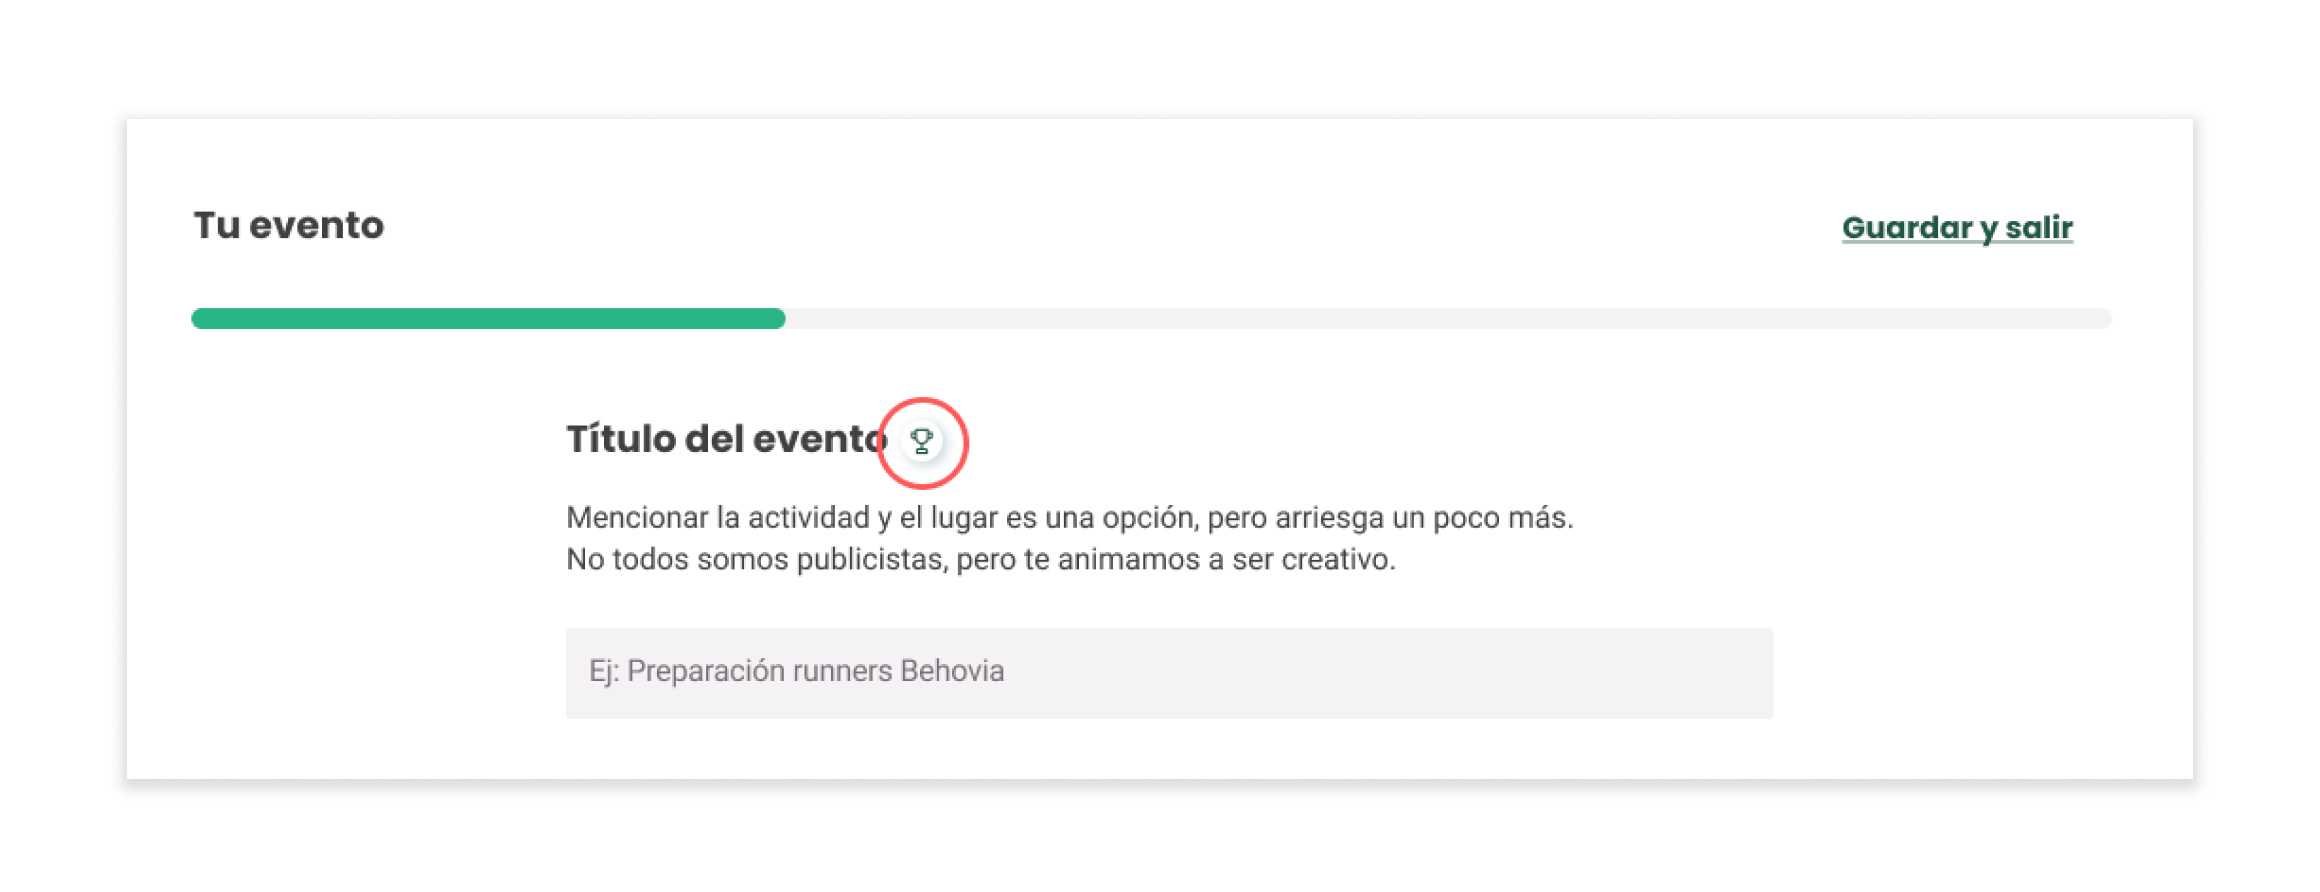 Tu evento
Guardar y salir
Título del evento
Mencionar la actividad y el lugar es una opción, pero arriesga un poco más.
No todos somos publicistas, pero te animamos a ser creativo.
Ej: Preparación runners Behovia